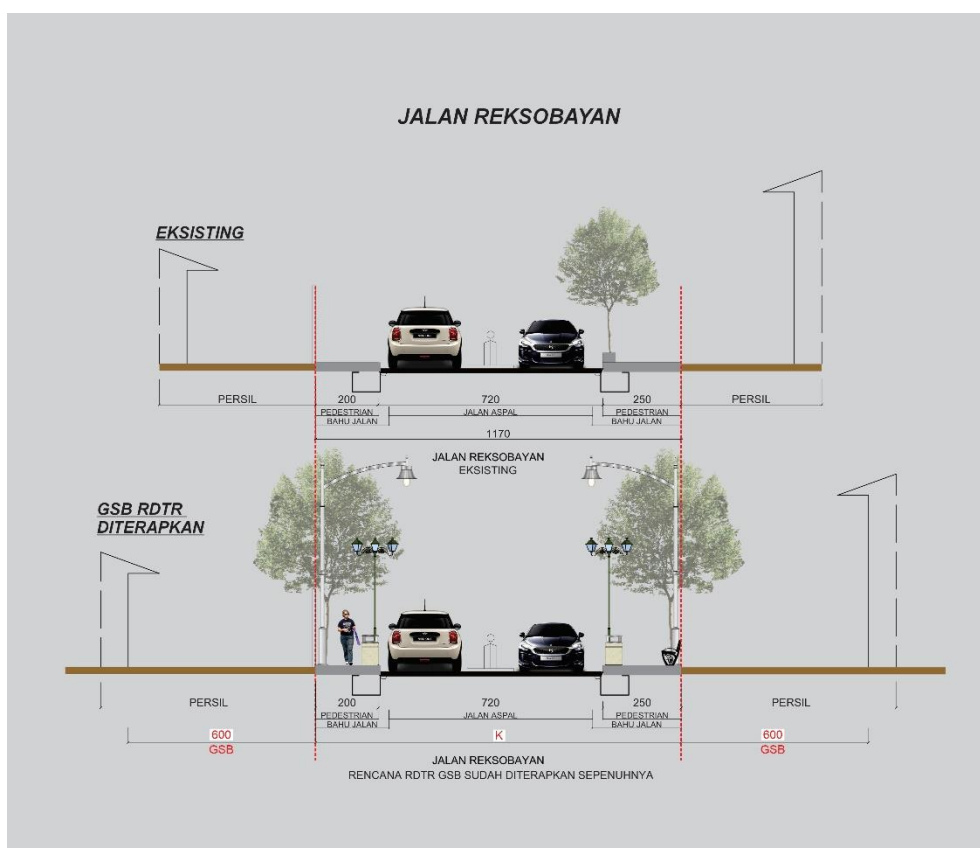 JALAN REKSOBAYAN
EKSISTING
PERSIL 200 720 250 PERSIL
PEDESTRIAN JALAN ASPAL PEDESTRIAN
BAHU JALAN BAHU JALAN
1170
JALAN REKSOBAYAN
EKSISTING
GSB RDTR
DITERAPKAN
PERSIL 200 720 250 PERSIL
PEDESTRIAN JALAN ASPAL PEDESTRIAN
BAHU JALAN BAHU JALAN
600 K 600
GSB GSB
JALAN REKSOBAYAN
RENCANA RDTR GSB SUDAH DITERAPKAN SEPENUHNYA